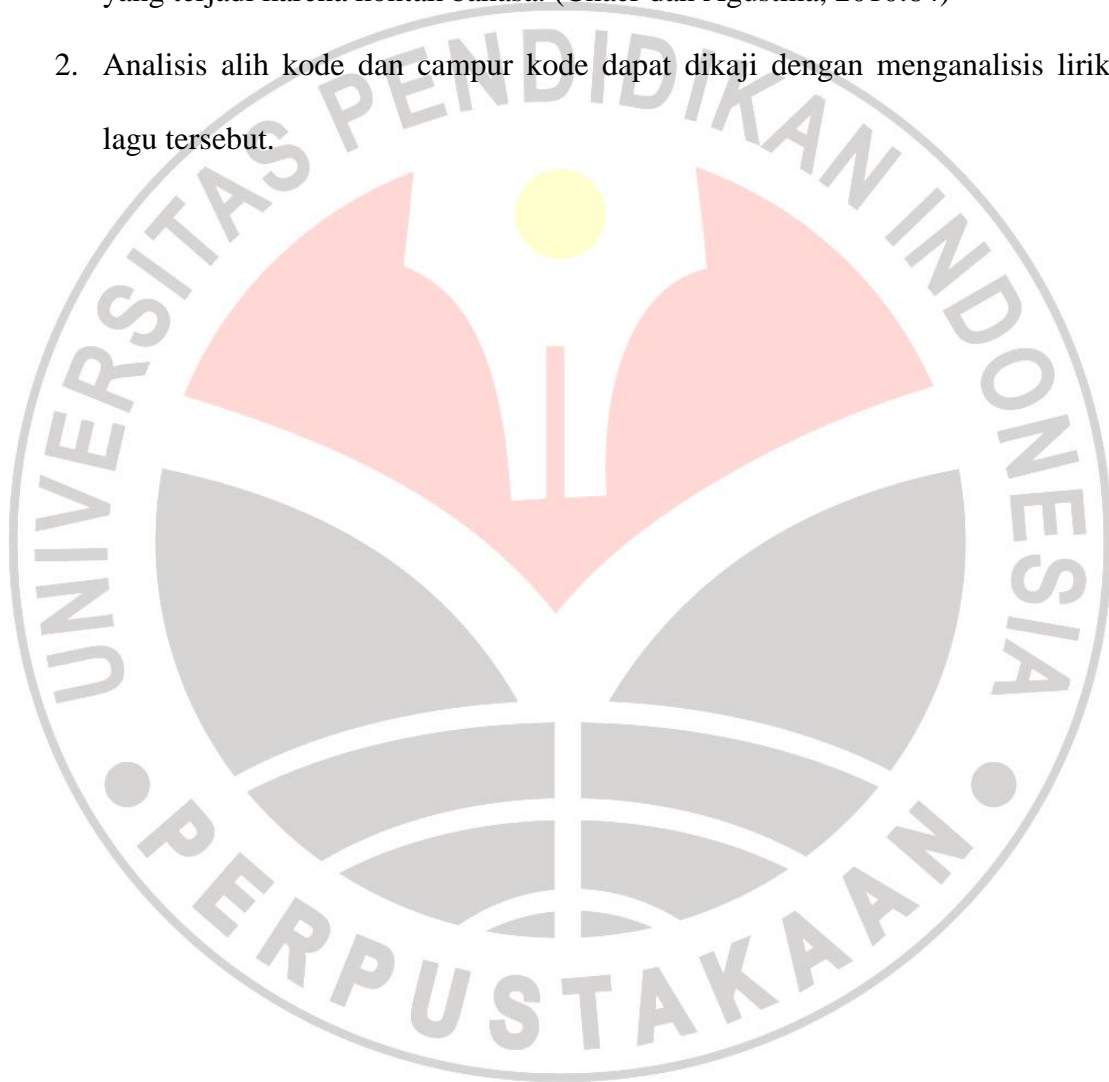 2. Analisis alih kode dan campur kode dapat dikaji dengan menganalisis lirik
lagu tersebut.
UNIVERSITAS PENDIDIKAN INDONESIA
PERPUSTAKAAN